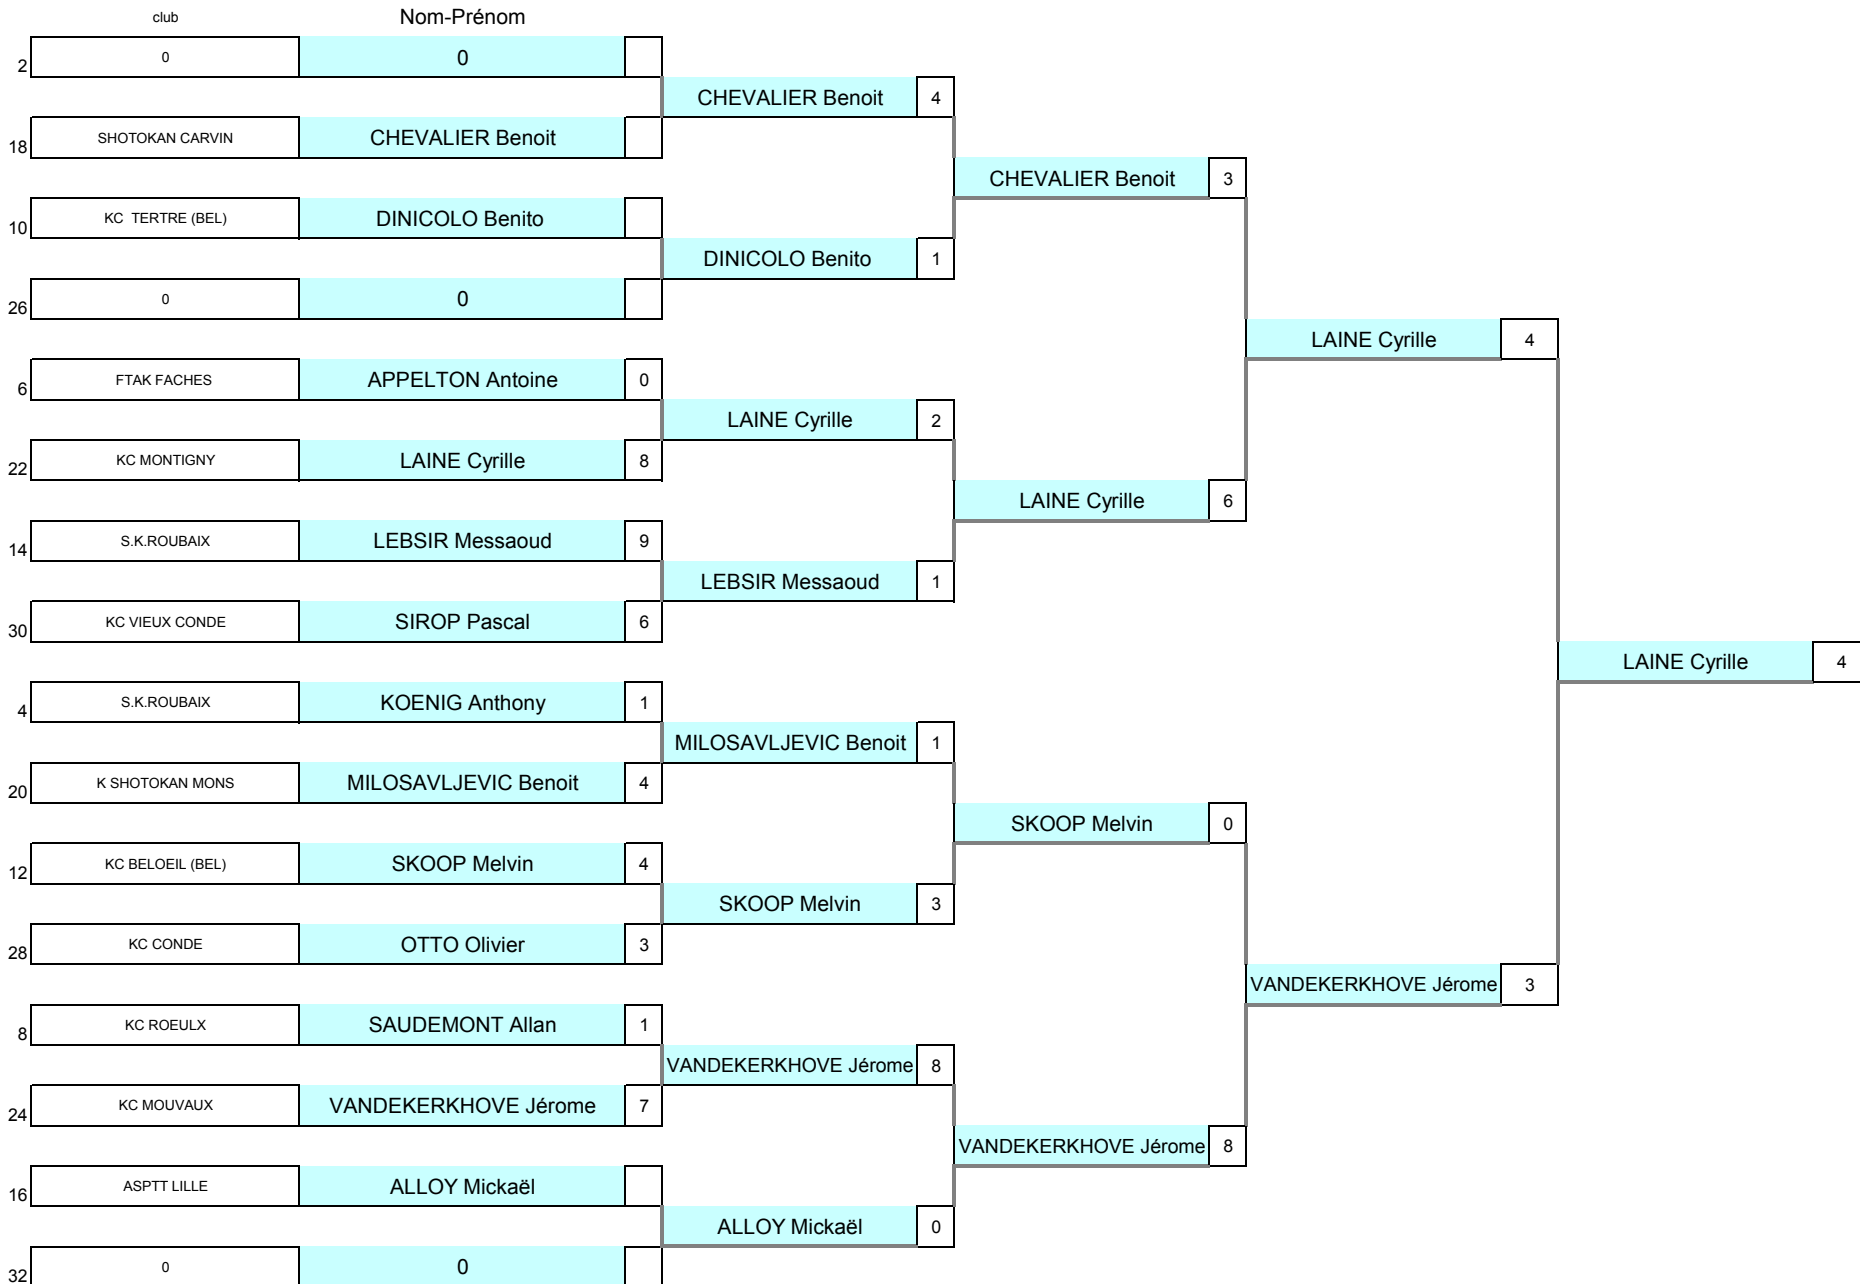 club Nom-Prénom
2 0 0
CHEVALIER Benoit 4
18 SHOTOKAN CARVIN CHEVALIER Benoit
CHEVALIER Benoit 3
10 KC TERTRE (BEL) DINICOLO Benito
DINICOLO Benito 1
26 0 0
LAINE Cyrille 4
6 FTAK FACHES APPELTON Antoine 0
LAINE Cyrille 2
22 KC MONTIGNY LAINE Cyrille 8
LAINE Cyrille 6
14 S.K.ROUBAIX LEBSIR Messaoud 9
LEBSIR Messaoud 1
30 KC VIEUX CONDE SIROP Pascal 6
LAINE Cyrille 4
4 S.K.ROUBAIX KOENIG Anthony 1
MILOSAVLJEVIC Benoit 1
20 K SHOTOKAN MONS MILOSAVLJEVIC Benoit 4
SKOOP Melvin 0
12 KC BELOEIL (BEL) SKOOP Melvin 4
SKOOP Melvin 3
28 KC CONDE OTTO Olivier 3
VANDEKERKHOVE Jérome 3
8 KC ROEULX SAUDEMONT Allan 1
VANDEKERKHOVE Jérome 8
24 KC MOUVAUX VANDEKERKHOVE Jérome 7
VANDEKERKHOVE Jérome 8
16 ASPTT LILLE ALLOY Mickaël
ALLOY Mickaël 0
32 0 0